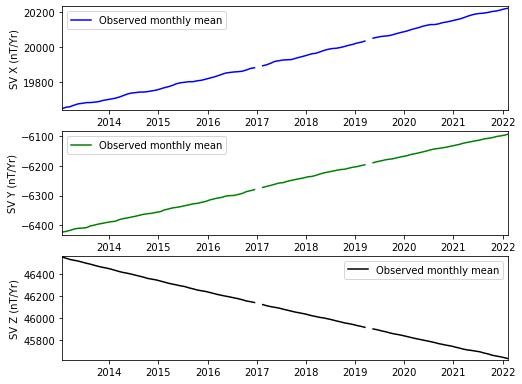 20200
20000
19800
SV X (nT/Yr)
Observed monthly mean
2014 2015 2016 2017 2018 2019 2020 2021 2022
−6100
−6200
−6300
−6400
SV Y (nT/Yr)
Observed monthly mean
2014 2015 2016 2017 2018 2019 2020 2021 2022
46400
46200
46000
45800
SV Z (nT/Yr)
Observed monthly mean
2014 2015 2016 2017 2018 2019 2020 2021 2022